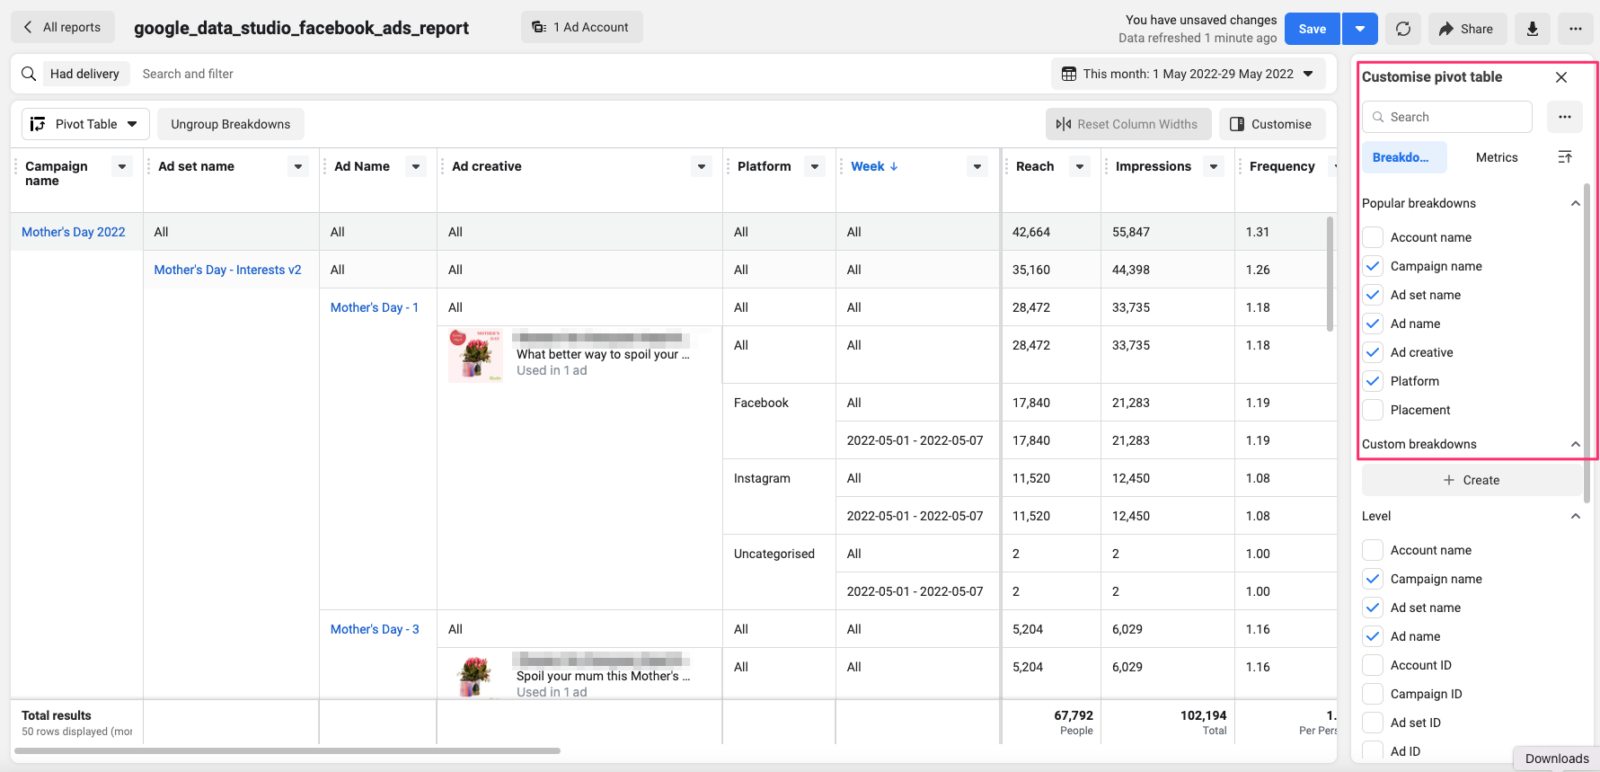 All reports
google_data_studio_facebook_ads_report
1 Ad Account
You have unsaved changes
Data refreshed 1 minute ago
Save
Share
Had delivery
Search and filter
This month: 1 May 2022-29 May 2022
Pivot Table
Ungroup Breakdowns
Reset Column Widths
Customise
Campaign name Ad set name Ad Name Ad creative Platform Week ↓ Reach Impressions Frequency
Mother's Day 2022 All All All All All 42,664 55,847 1.31
Mother's Day - Interests v2 All All All All 35,160 44,398 1.26
Mother's Day - 1 All All All 28,472 33,735 1.18
What better way to spoil your ...
Used in 1 ad
All All 28,472 33,735 1.18
Facebook All 17,840 21,283 1.19
2022-05-01 - 2022-05-07 17,840 21,283 1.19
Instagram All 11,520 12,450 1.08
2022-05-01 - 2022-05-07 11,520 12,450 1.08
Uncategorised All 2 2 1.00
2022-05-01 - 2022-05-07 2 2 1.00
Mother's Day - 3 All All All 5,204 6,029 1.16
Spoil your mum this Mother's ...
Used in 1 ad
All All 5,204 6,029 1.16
Total results 67,792 102,194 1.
50 rows displayed (mor People Total Per Pers
Customise pivot table
Search
Breakdo...
Metrics
Popular breakdowns
Account name
Campaign name
Ad set name
Ad name
Ad creative
Platform
Placement
Custom breakdowns
+ Create
Level
Account name
Campaign name
Ad set name
Ad name
Account ID
Campaign ID
Ad set ID
Ad ID
Downloads